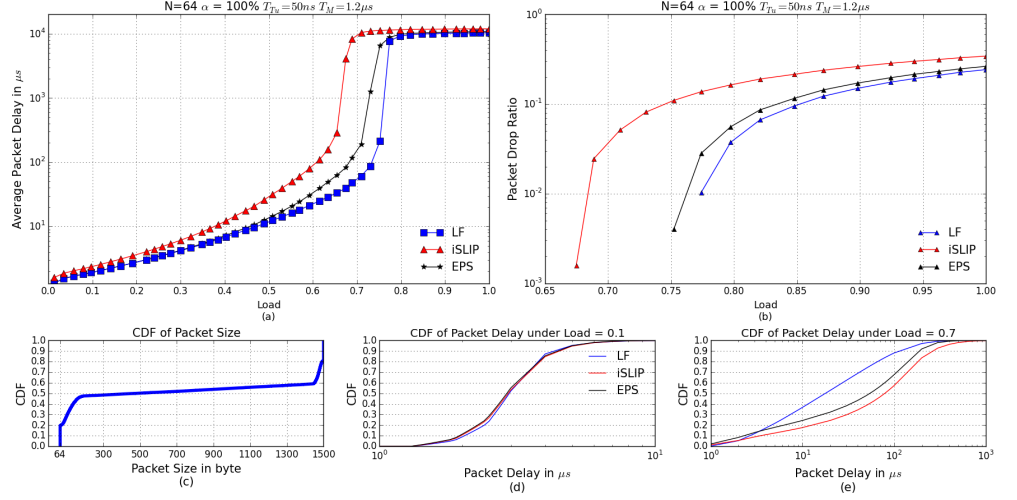 N=64 α = 100% T_Tu=50ns T_M=1.2μs
Average Packet Delay in μs
10^4
10^3
10^2
10^1
0.0 0.1 0.2 0.3 0.4 0.5 0.6 0.7 0.8 0.9 1.0
Load
(a)
LF
iSLIP
EPS
N=64 α = 100% T_Tu=50ns T_M=1.2μs
Packet Drop Ratio
10^0
10^-1
10^-2
10^-3
0.65 0.70 0.75 0.80 0.85 0.90 0.95 1.00
Load
(b)
LF
iSLIP
EPS
CDF of Packet Size
CDF
1.0
0.9
0.8
0.7
0.6
0.5
0.4
0.3
0.2
0.1
0.0
64 300 500 700 900 1100 1300 1500
Packet Size in byte
(c)
CDF of Packet Delay under Load = 0.1
CDF
1.0
0.9
0.8
0.7
0.6
0.5
0.4
0.3
0.2
0.1
0.0
10^0 10^1
Packet Delay in μs
(d)
LF
iSLIP
EPS
CDF of Packet Delay under Load = 0.7
CDF
1.0
0.9
0.8
0.7
0.6
0.5
0.4
0.3
0.2
0.1
0.0
10^0 10^1 10^2 10^3
Packet Delay in μs
(e)
LF
iSLIP
EPS